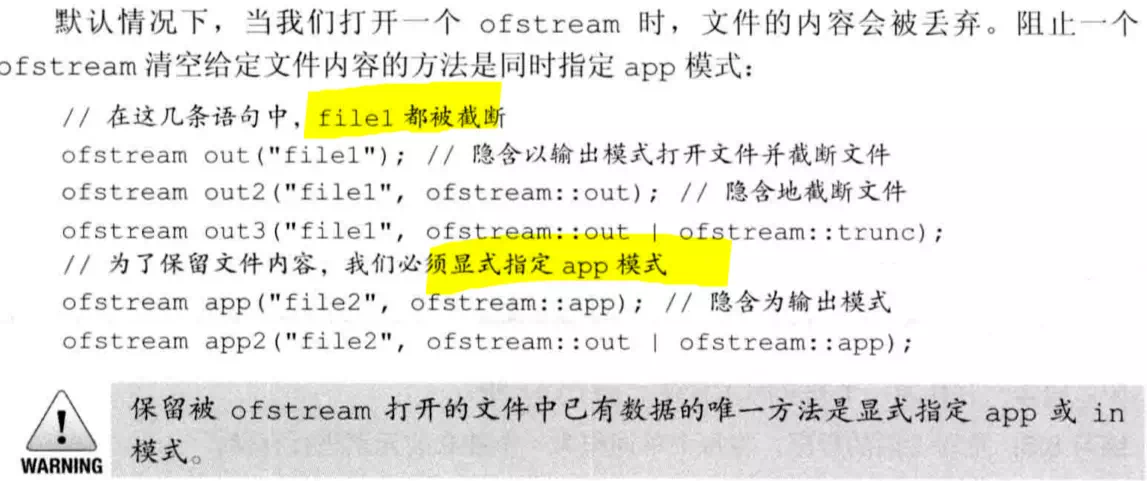 默认情况下，当我们打开一个 ofstream 时，文件的内容会被丢弃。阻止一个
ofstream 清空给定文件内容的方法是同时指定 app 模式：
// 在这几条语句中，file1 都被截断
ofstream out("file1"); // 隐含以输出模式打开文件并截断文件
ofstream out2("file1", ofstream::out); // 隐含地截断文件
ofstream out3("file1", ofstream::out | ofstream::trunc);
// 为了保留文件内容，我们必须显式指定 app 模式
ofstream app("file2", ofstream::app); // 隐含为输出模式
ofstream app2("file2", ofstream::out | ofstream::app);
保留被 ofstream 打开的文件中已有数据的唯一方法是显式指定 app 或 in
模式。
WARNING